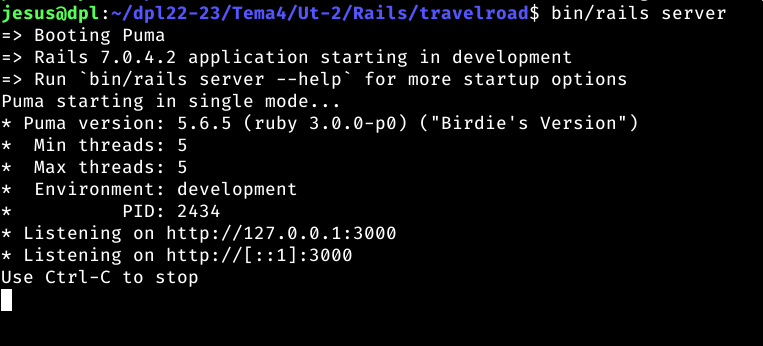 jesus@dpl:~/dpl22-23/Tema4/Ut-2/Rails/travelroad$ bin/rails server
=> Booting Puma
=> Rails 7.0.4.2 application starting in development
=> Run `bin/rails server --help` for more startup options
Puma starting in single mode...
* Puma version: 5.6.5 (ruby 3.0.0-p0) ("Birdie's Version")
*  Min threads: 5
*  Max threads: 5
*  Environment: development
*          PID: 2434
* Listening on http://127.0.0.1:3000
* Listening on http://[::1]:3000
Use Ctrl-C to stop